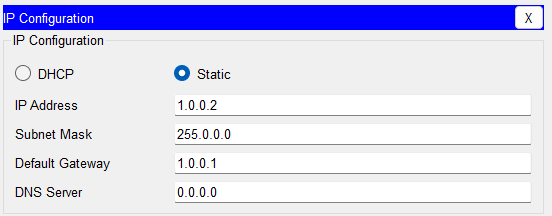 IP Configuration X
IP Configuration
DHCP Static
IP Address 1.0.0.2
Subnet Mask 255.0.0.0
Default Gateway 1.0.0.1
DNS Server 0.0.0.0